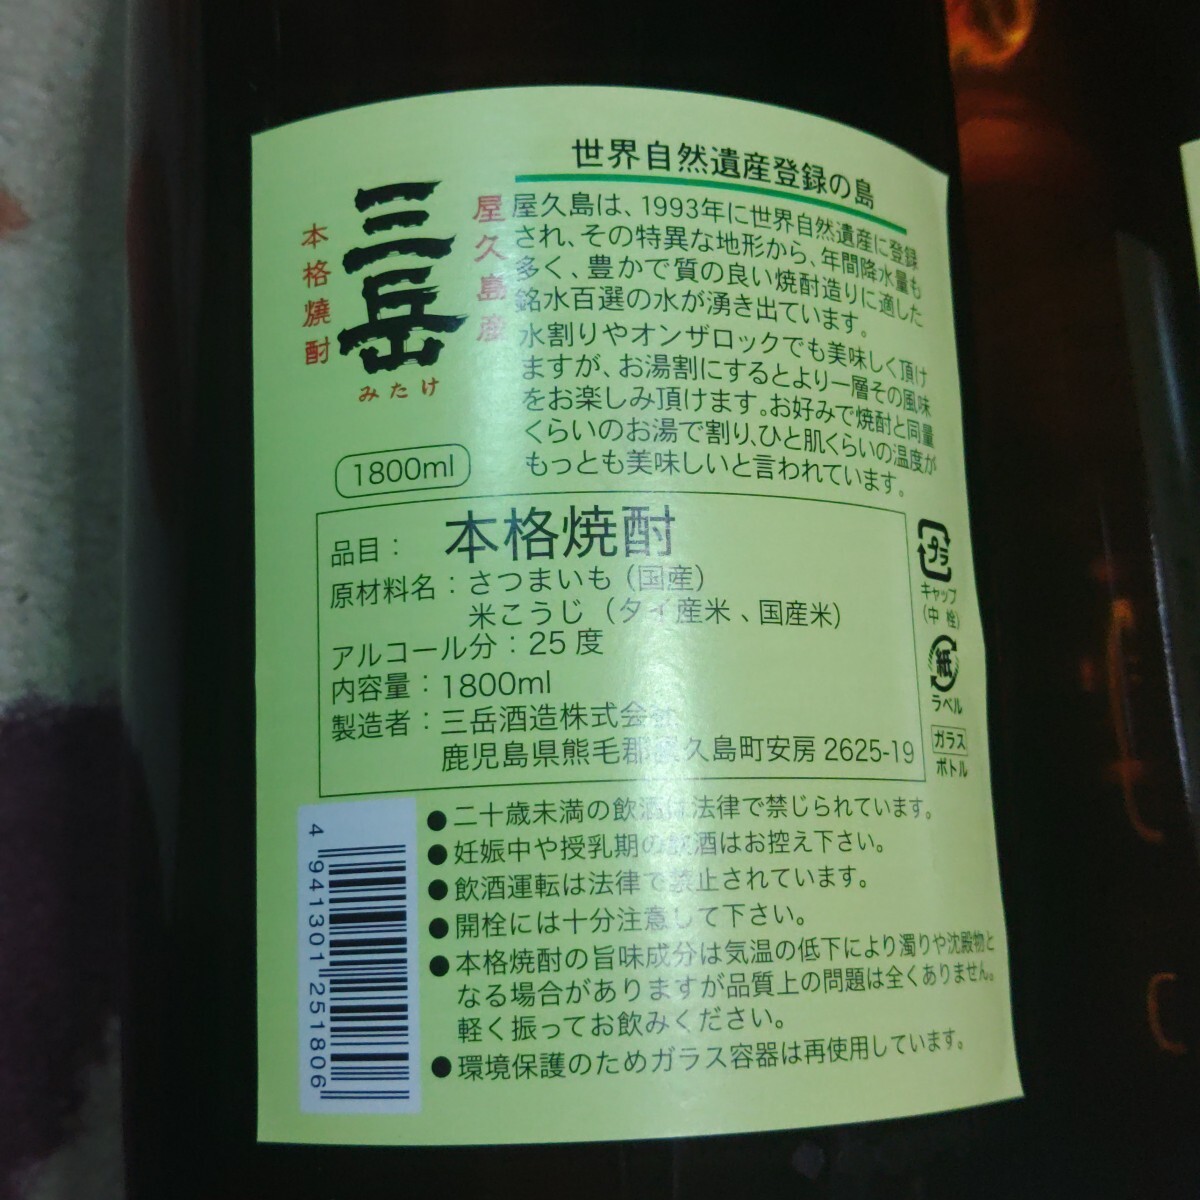 世界自然遺産登録の島
屋久島は、1993年に世界自然遺産に登録
され、その特異な地形から、年間降水量も
多く、豊かで質の良い焼酎造りに適した
銘水百選の水が湧き出ています。
水割りやオンザロックでも美味しく頂け
ますが、お湯割にするとより一層その風味
をお楽しみ頂けます。お好みで焼酎と同量
くらいのお湯で割り、ひと肌くらいの温度が
もっとも美味しいと言われています。
屋久島産
三岳
みたけ
本格焼酎
1800ml
品目： 本格焼酎
原材料名：さつまいも（国産）
米こうじ（タイ産米、国産米）
アルコール分：25度
内容量：1800ml
製造者：三岳酒造株式会社
鹿児島県熊毛郡屋久島町安房2625-19
プラ
キャップ
(中栓)
紙
ラベル
ガラス
ボトル
●二十歳未満の飲酒は法律で禁じられています。
●妊娠中や授乳期の飲酒はお控え下さい。
●飲酒運転は法律で禁止されています。
●開栓には十分注意して下さい。
●本格焼酎の旨味成分は気温の低下により濁りや沈殿物と
なる場合がありますが品質上の問題は全くありません。
軽く振ってお飲みください。
●環境保護のためガラス容器は再使用しています。
4 941301 251806